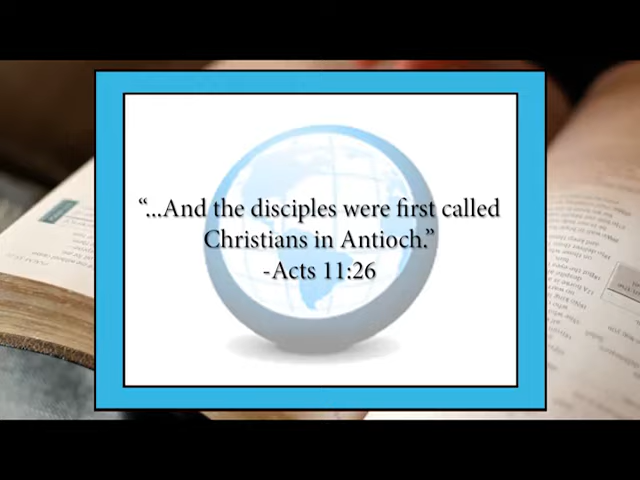 “...And the disciples were first called
Christians in Antioch.”
-Acts 11:26